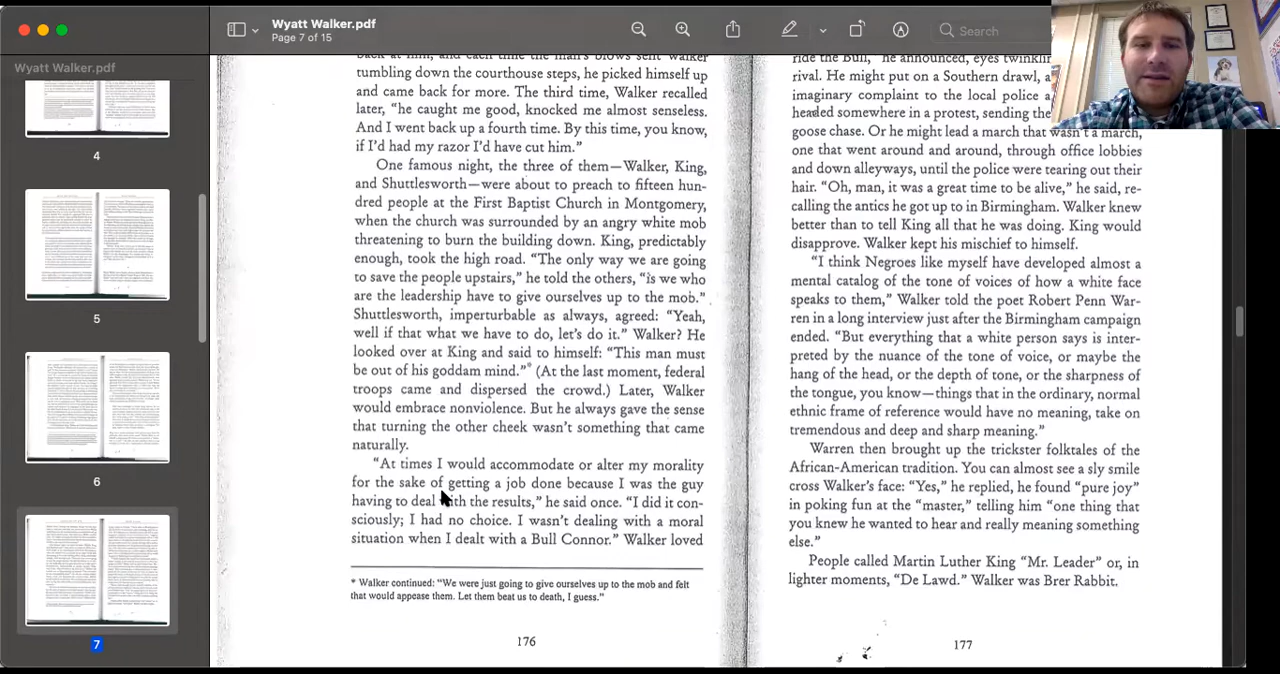 Wyatt Walker.pdf
Page 7 of 15
Search
Wyatt Walker.pdf
4
5
6
7
back at him, and each time the man's blows sent Walker
tumbling down the courthouse steps, he picked himself up
and came back for more. The third time, Walker recalled
later, “he caught me good, knocked me almost senseless.
And I went back up a fourth time. By this time, you know,
if I'd had my razor I'd have cut him.”
One famous night, the three of them—Walker, King,
and Shuttlesworth—were about to preach to fifteen hun-
dred people at the First Baptist Church in Montgomery,
when the church was surrounded by an angry white mob
threatening to burn the building down. King, predictably
enough, took the high road. “The only way we are going
to save the people upstairs,” he told the others, “is we who
are the leadership have to give ourselves up to the mob.”
Shuttlesworth, imperturbable as always, agreed: “Yeah,
well if that what we have to do, let's do it.” Walker? He
looked over at King and said to himself: “This man must
be out of his goddam mind.”* (At the last moment, federal
troops came and dispersed the crowd.) Later, Walker
would embrace nonviolence. But he always gave the sense
that turning the other cheek wasn't something that came
naturally.
“At times I would accommodate or alter my morality
for the sake of getting a job done because I was the guy
having to deal with the results,” he said once. “I did it con-
sciously; I had no choice. I wasn't dealing with a moral
situation when I dealt with a Bull Connor.” Walker loved
* Walker continued: “We were just going to give ourselves up to the mob and felt
that would appease them. Let them beat us to death, I guess.”
176
ride the Bull,” he announced, eyes twinkling
rival. He might put on a Southern drawl, a
imaginary complaint to the local police a
headed somewhere in a protest, sending the
goose chase. Or he might lead a march that wasn't a march,
one that went around and around, through office lobbies
and down alleyways, until the police were tearing out their
hair. “Oh, man, it was a great time to be alive,” he said, re-
calling the antics he got up to in Birmingham. Walker knew
better than to tell King all that he was doing. King would
disapprove. Walker kept his mischief to himself.
“I think Negroes like myself have developed almost a
mental catalog of the tone of voices of how a white face
speaks to them,” Walker told the poet Robert Penn War-
ren in a long interview just after the Birmingham campaign
ended. “But everything that a white person says is inter-
preted by the nuance of the tone of voice, or maybe the
hang of the head, or the depth of tone, or the sharpness of
the tongue, you know—things that in the ordinary, normal
ethnic frame of reference would have no meaning, take on
tremendous and deep and sharp meaning.”
Warren then brought up the trickster folktales of the
African-American tradition. You can almost see a sly smile
cross Walker's face: “Yes,” he replied, he found “pure joy”
in poking fun at the “master,” telling him “one thing that
you knew he wanted to hear and really meaning something
else.”
People called Martin Luther King “Mr. Leader” or, in
lighter moments, “De Lawd.” Walker was Brer Rabbit.
177